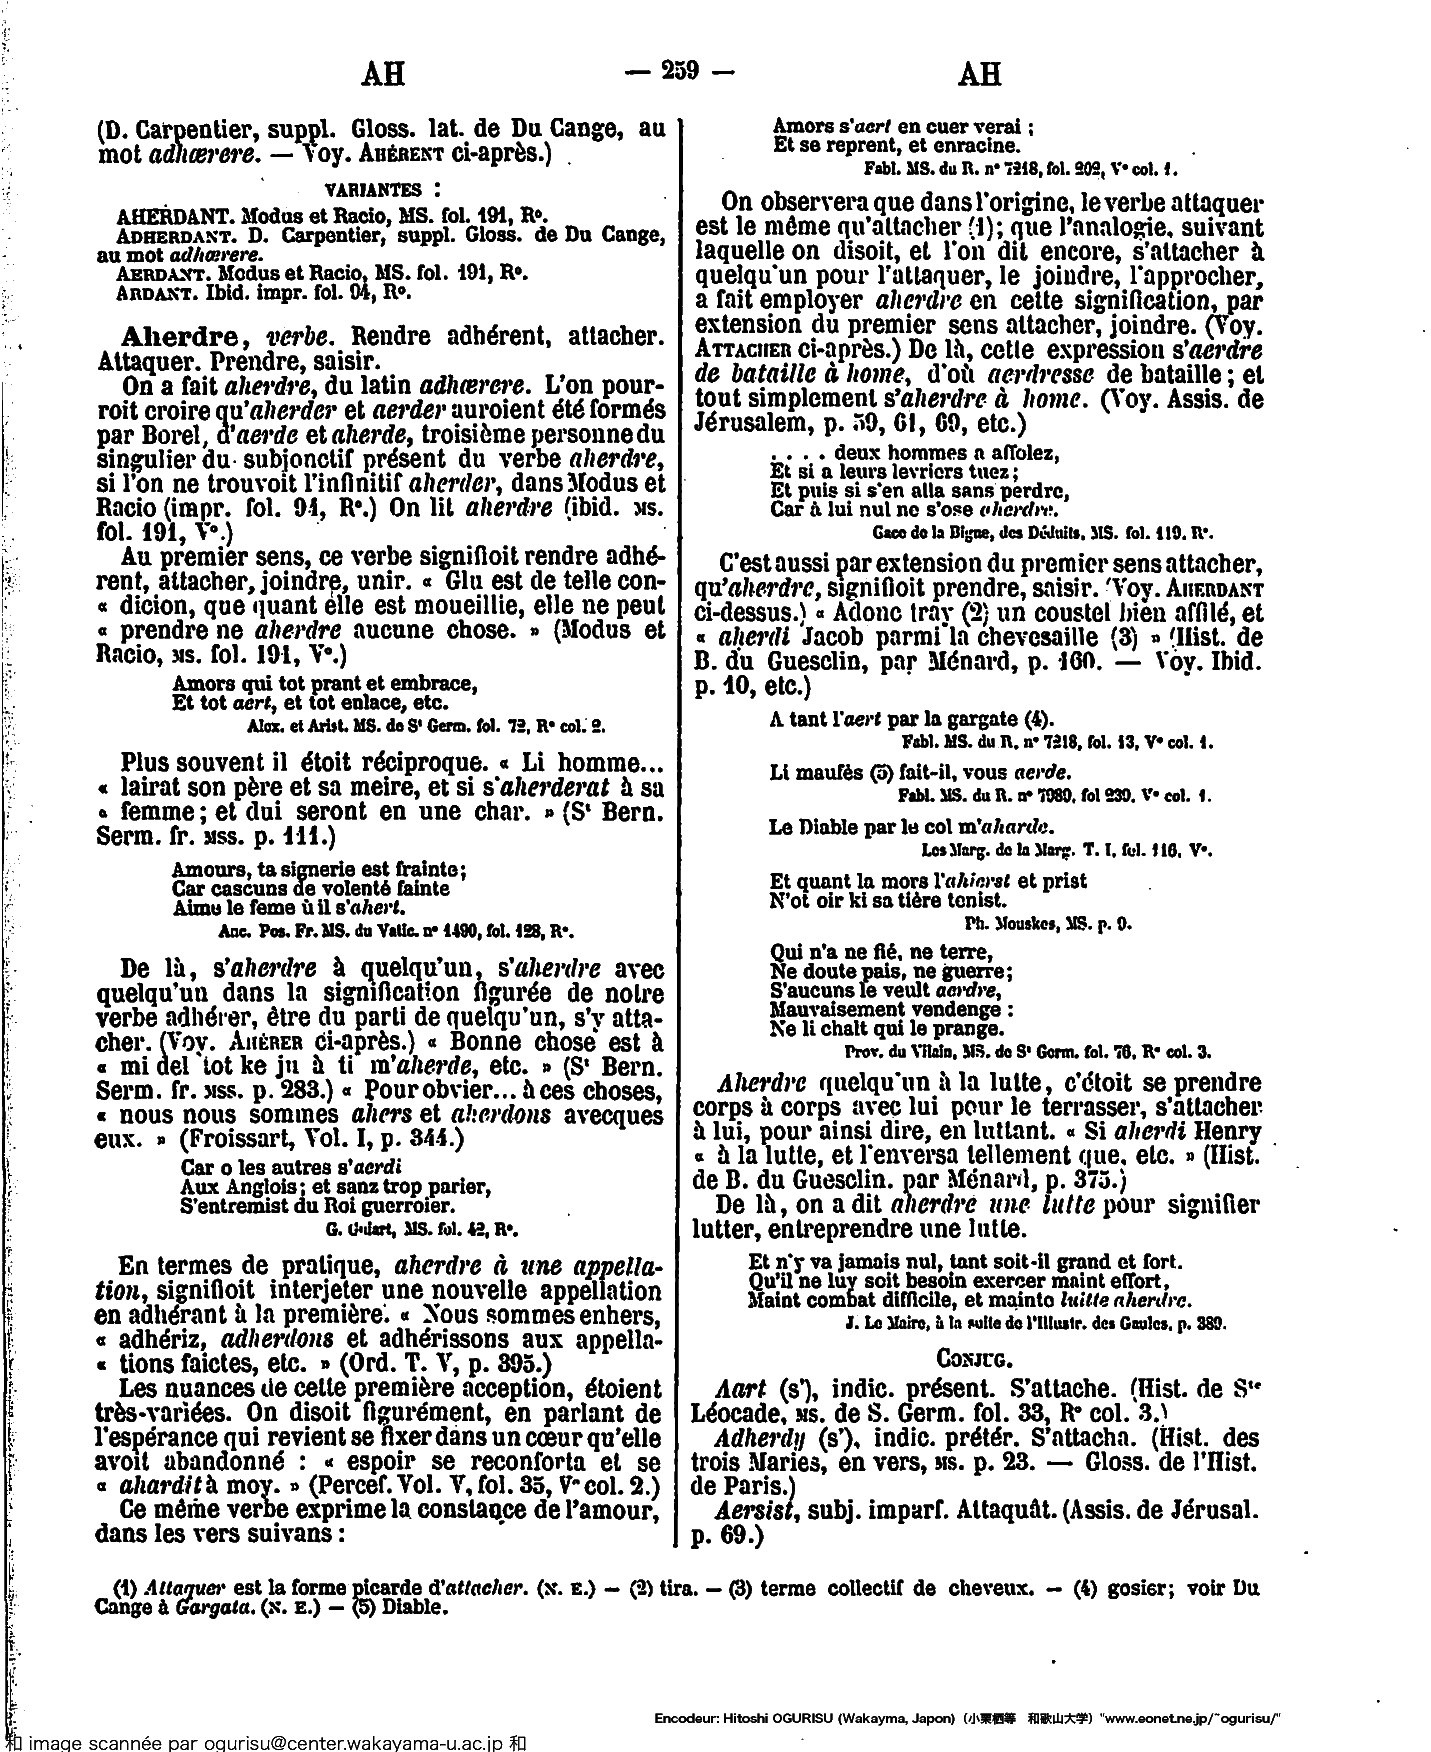 AH
— 259 —
AH
(D. Carpentier, suppl. Gloss. lat. de Du Cange, au
mot adhærere. — Voy. AHÉRENT ci-après.)
VARIANTES :
AHERDANT. Modus et Racio, MS. fol. 191, R°.
ADHERDANT. D. Carpentier, suppl. Gloss. de Du Cange,
au mot adhærere.
AERDANT. Modus et Racio, MS. fol. 191, R°.
ARDANT. Ibid. impr. fol. 94, R°.
Aherdre, verbe. Rendre adhérent, attacher.
Attaquer. Prendre, saisir.
On a fait aherdre, du latin adhærere. L'on pour-
roit croire qu'aherder et aerder auroient été formés
par Borel, d'aerde et aherde, troisième personne du
singulier du subjonctif présent du verbe aherdre,
si l'on ne trouvoit l'infinitif aherder, dans Modus et
Racio (impr. fol. 94, R°.) On lit aherdre (ibid. MS.
fol. 191, V°.)
Au premier sens, ce verbe signifioit rendre adhé-
rent, attacher, joindre, unir. « Glu est de telle con-
« dicion, que quant elle est moueillie, elle ne peut
« prendre ne aherdre aucune chose. » (Modus et
Racio, MS. fol. 191, V°.)
Amors qui tot prant et embrace,
Et tot aert, et tot enlace, etc.
Alex. et Arist. MS. de St Germ. fol. 72, R° col. 2.
Plus souvent il étoit réciproque. « Li homme...
« lairat son père et sa meire, et si s'aherderat à sa
« femme; et dui seront en une char. » (St Bern.
Serm. fr. MSS. p. 111.)
Amours, ta signerie est frainte;
Car cascuns de volenté fainte
Aime le feme ù il s'ahert.
Anc. Pos. Fr. MS. du Vatic. n° 1490, fol. 128, R°.
De là, s'aherdre à quelqu'un, s'aherdre avec
quelqu'un dans la signification figurée de notre
verbe adhérer, être du parti de quelqu'un, s'y atta-
cher. (Voy. AHÉRER ci-après.) « Bonne chose est à
« mi del tot ke ju à ti m'aherde, etc. » (St Bern.
Serm. fr. MSS. p. 283.) « Pour obvier... à ces choses,
« nous nous sommes ahers et aherdons avecques
eux. » (Froissart, Vol. I, p. 344.)
Car o les autres s'aerdi
Aux Anglois; et sanz trop parler,
S'entremist du Roi guerroier.
G. Guiart, MS. fol. 42, R°.
En termes de pratique, aherdre à une appella-
tion, signifioit interjeter une nouvelle appellation
en adhérant à la première. « Nous sommes enhers,
« adhériz, adherdons et adhérissons aux appella-
« tions faictes, etc. » (Ord. T. V, p. 395.)
Les nuances de cette première acception, étoient
très-variées. On disoit figurément, en parlant de
l'espérance qui revient se fixer dans un cœur qu'elle
avoit abandonné : « espoir se reconforta et se
« ahardit à moy. » (Percef. Vol. V, fol. 35, V° col. 2.)
Ce même verbe exprime la constance de l'amour,
dans les vers suivans :
Amors s'aert en cuer verai ;
Et se reprent, et enracine.
Fabl. MS. du R. n° 7218, fol. 202, V° col. 1.
On observera que dans l'origine, le verbe attaquer
est le même qu'attacher (1); que l'analogie, suivant
laquelle on disoit, et l'on dit encore, s'attacher à
quelqu'un pour l'attaquer, le joindre, l'approcher,
a fait employer aherdre en cette signification, par
extension du premier sens attacher, joindre. (Voy.
ATTACHER ci-après.) De là, cette expression s'aerdre
de bataille à home, d'où aerdresse de bataille; et
tout simplement s'aherdre à home. (Voy. Assis. de
Jérusalem, p. 59, 61, 69, etc.)
. . . . deux hommes a affolez,
Et si a leurs levriers tuez;
Et puis si s'en alla sans perdre,
Car à lui nul ne s'ose aherdre.
Gace de la Bigne, des Déduits, MS. fol. 119, R°.
C'est aussi par extension du premier sens attacher,
qu'aherdre, signifioit prendre, saisir. (Voy. AHERDANT
ci-dessus.) « Adonc tray (2) un coustel bien affilé, et
« aherdi Jacob parmi la chevesaille (3) » (Hist. de
B. du Guesclin, par Ménard, p. 160. — Voy. Ibid.
p. 10, etc.)
A tant l'aert par la gargate (4).
Fabl. MS. du R. n° 7218, fol. 13, V° col. 1.
Li maufès (5) fait-il, vous aerde.
Fabl. MS. du R. n° 7989, fol 239, V° col. 1.
Le Diable par le col m'aharde.
Les Marg. de la Marg. T. I, fol. 116, V°.
Et quant la mors l'ahierst et prist
N'ot oir ki sa tière tenist.
Ph. Mouskes, MS. p. 9.
Qui n'a ne fié, ne terre,
Ne doute pais, ne guerre;
S'aucuns le veult aerdre,
Mauvaisement vendenge :
Ne li chalt qui le prange.
Prov. du Vilain, MS. de St Germ. fol. 76, R° col. 3.
Aherdre quelqu'un à la lutte, c'étoit se prendre
corps à corps avec lui pour le terrasser, s'attacher
à lui, pour ainsi dire, en luttant. « Si aherdi Henry
« à la lutte, et l'enversa tellement que, etc. » (Hist.
de B. du Guesclin, par Ménard, p. 375.)
De là, on a dit aherdre une lutte pour signifier
lutter, entreprendre une lutte.
Et n'y va jamais nul, tant soit-il grand et fort.
Qu'il ne luy soit besoin exercer maint effort,
Maint combat difficile, et mainte luitte aherdre.
J. Le Maire, à la suite de l'Illustr. des Gaules, p. 389.
CONJUG.
Aart (s'), indic. présent. S'attache. (Hist. de Ste
Léocade, MS. de S. Germ. fol. 33, R° col. 3.)
Adherdy (s'), indic. prétér. S'attacha. (Hist. des
trois Maries, en vers, MS. p. 23. — Gloss. de l'Hist.
de Paris.)
Aersist, subj. imparf. Attaquât. (Assis. de Jérusal.
p. 69.)
(1) Attaquer est la forme picarde d'attacher. (N. E.) — (2) tira. — (3) terme collectif de cheveux. — (4) gosier; voir Du
Cange à Gargata. (N. E.) — (5) Diable.
Encodeur: Hitoshi OGURISU (Wakayma, Japon) (小栗栖等 和歌山大学) "www.eonet.ne.jp/~ogurisu/"
和 image scannée par ogurisu@center.wakayama-u.ac.jp 和